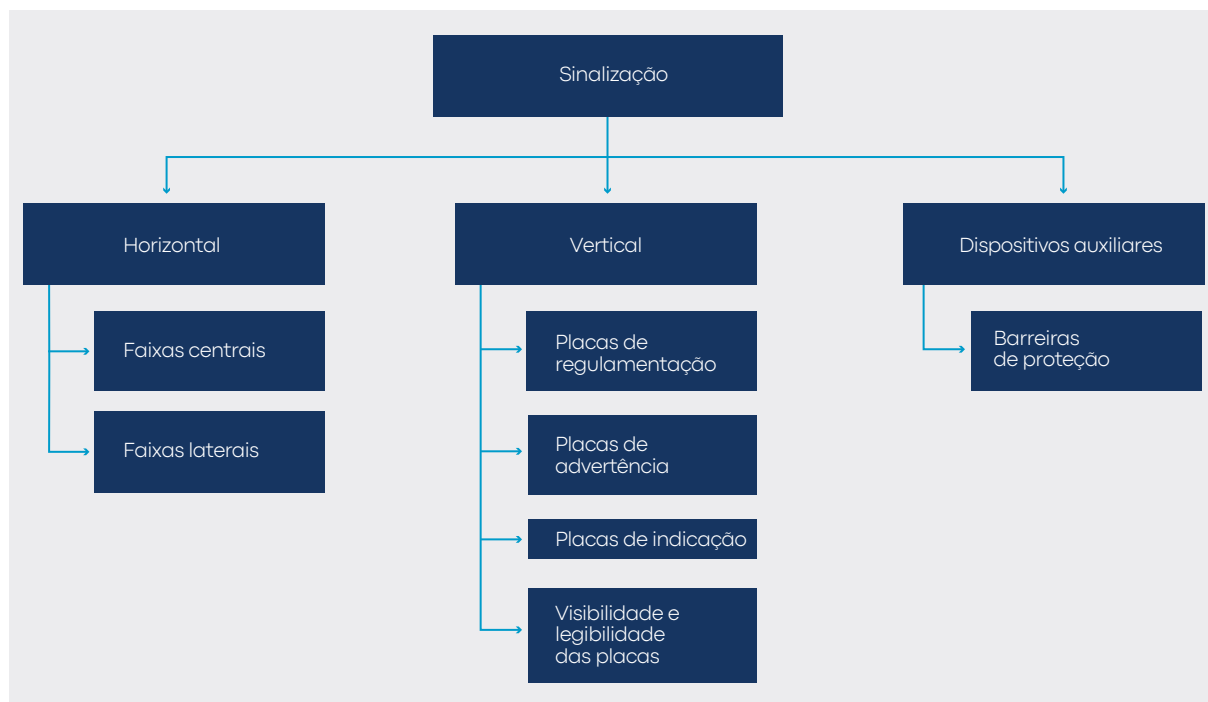 Sinalização
Horizontal
Faixas centrais
Faixas laterais
Vertical
Placas de
regulamentação
Placas de
advertência
Placas de indicação
Visibilidade e
legibilidade
das placas
Dispositivos auxiliares
Barreiras
de proteção